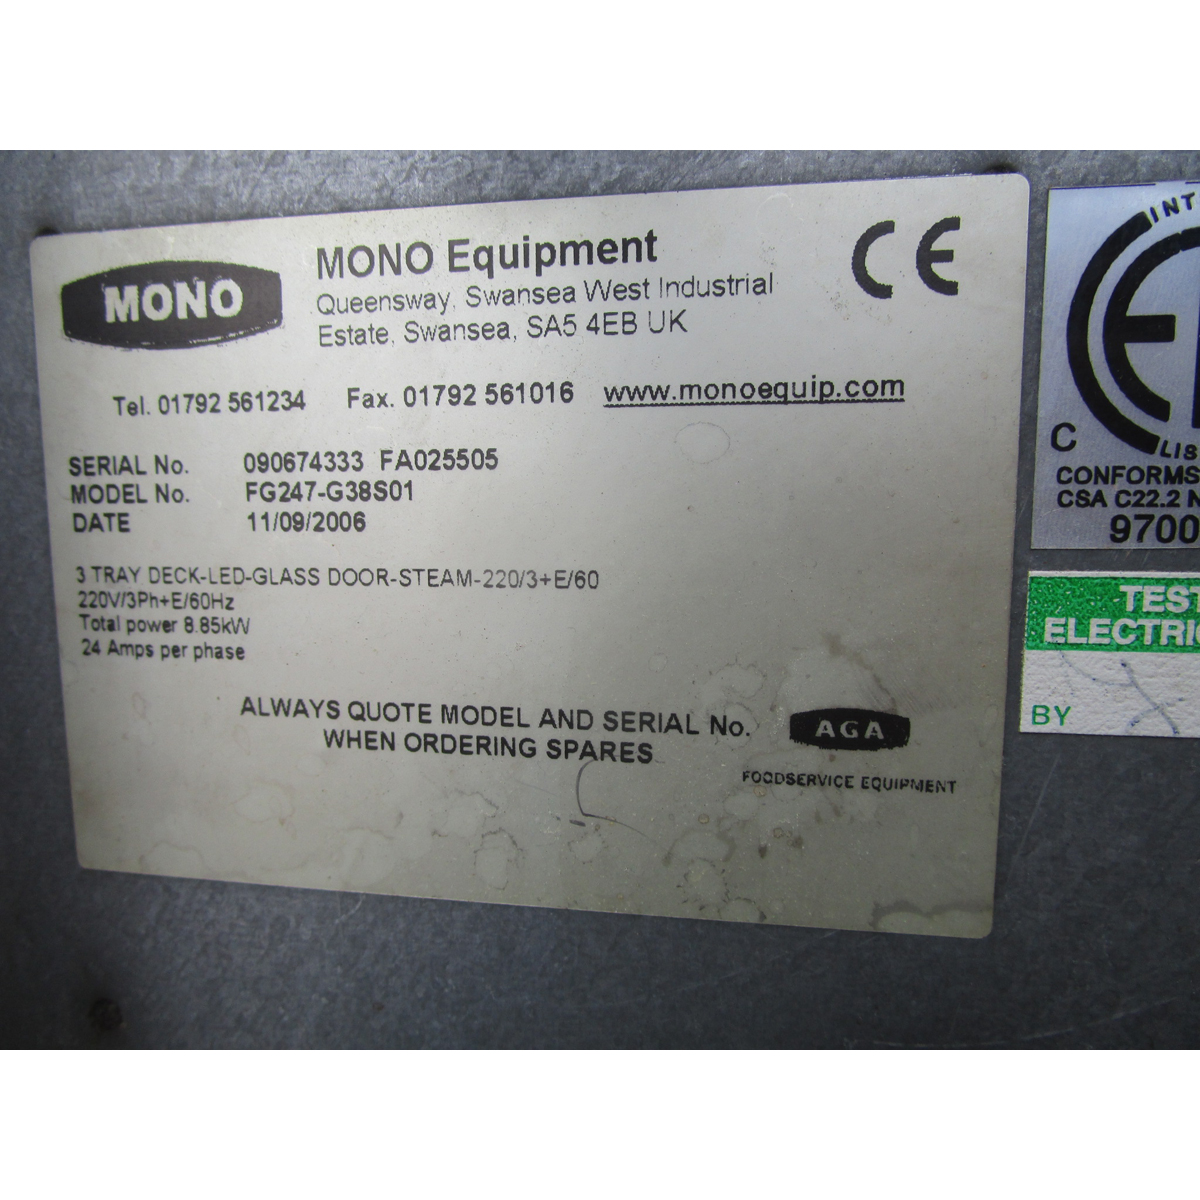 MONO
MONO Equipment
Queensway, Swansea West Industrial
Estate, Swansea, SA5 4EB UK
CE
Tel. 01792 561234 Fax. 01792 561016 www.monoequip.com
SERIAL No. 090674333 FA025505
MODEL No. FG247-G38S01
DATE 11/09/2006
3 TRAY DECK-LED-GLASS DOOR-STEAM-220/3+E/60
220V/3Ph+E/60Hz
Total power 8.85kW
24 Amps per phase
ALWAYS QUOTE MODEL AND SERIAL No.
WHEN ORDERING SPARES
AGA
FOODSERVICE EQUIPMENT
INT
C
LIS
CONFORMS
CSA C22.2 N
9700
TEST
ELECTRIC
BY